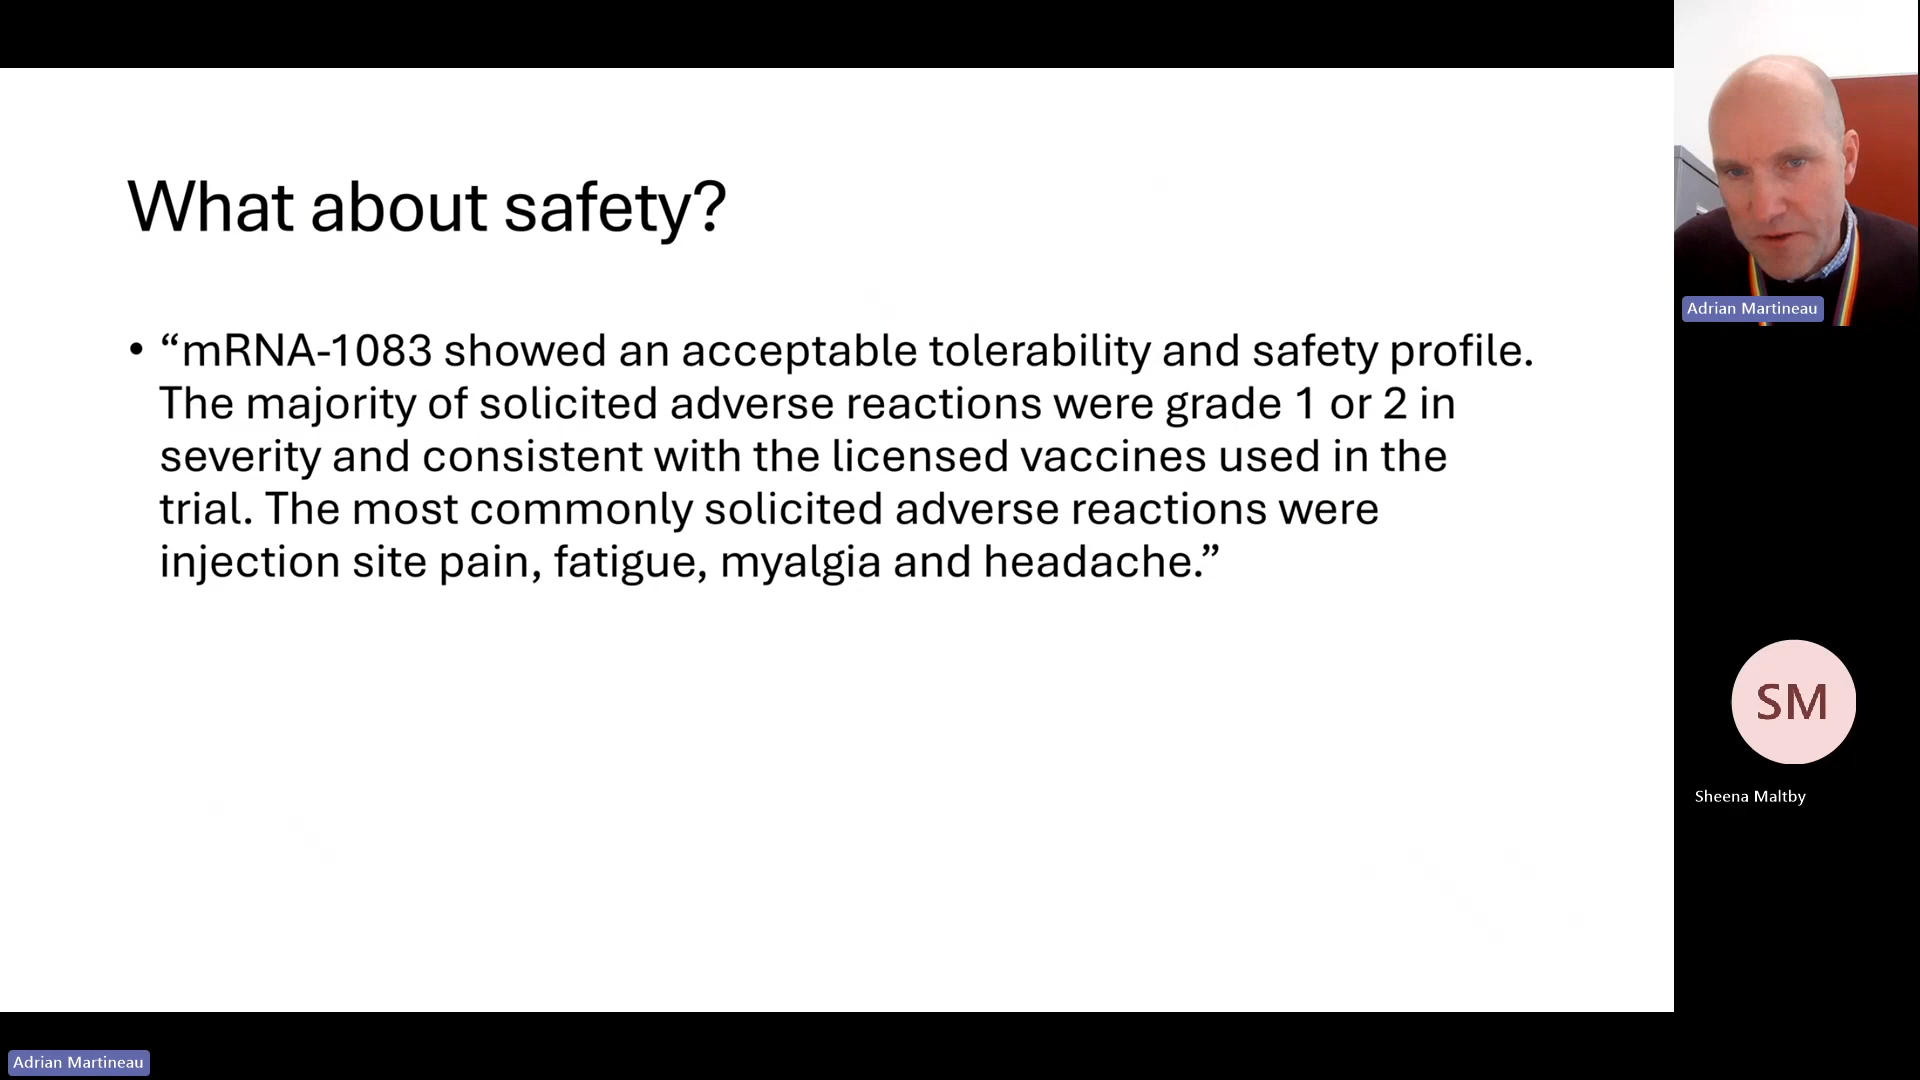 What about safety?
• “mRNA-1083 showed an acceptable tolerability and safety profile.
The majority of solicited adverse reactions were grade 1 or 2 in
severity and consistent with the licensed vaccines used in the
trial. The most commonly solicited adverse reactions were
injection site pain, fatigue, myalgia and headache.”
Adrian Martineau
SM
Sheena Maltby
Adrian Martineau